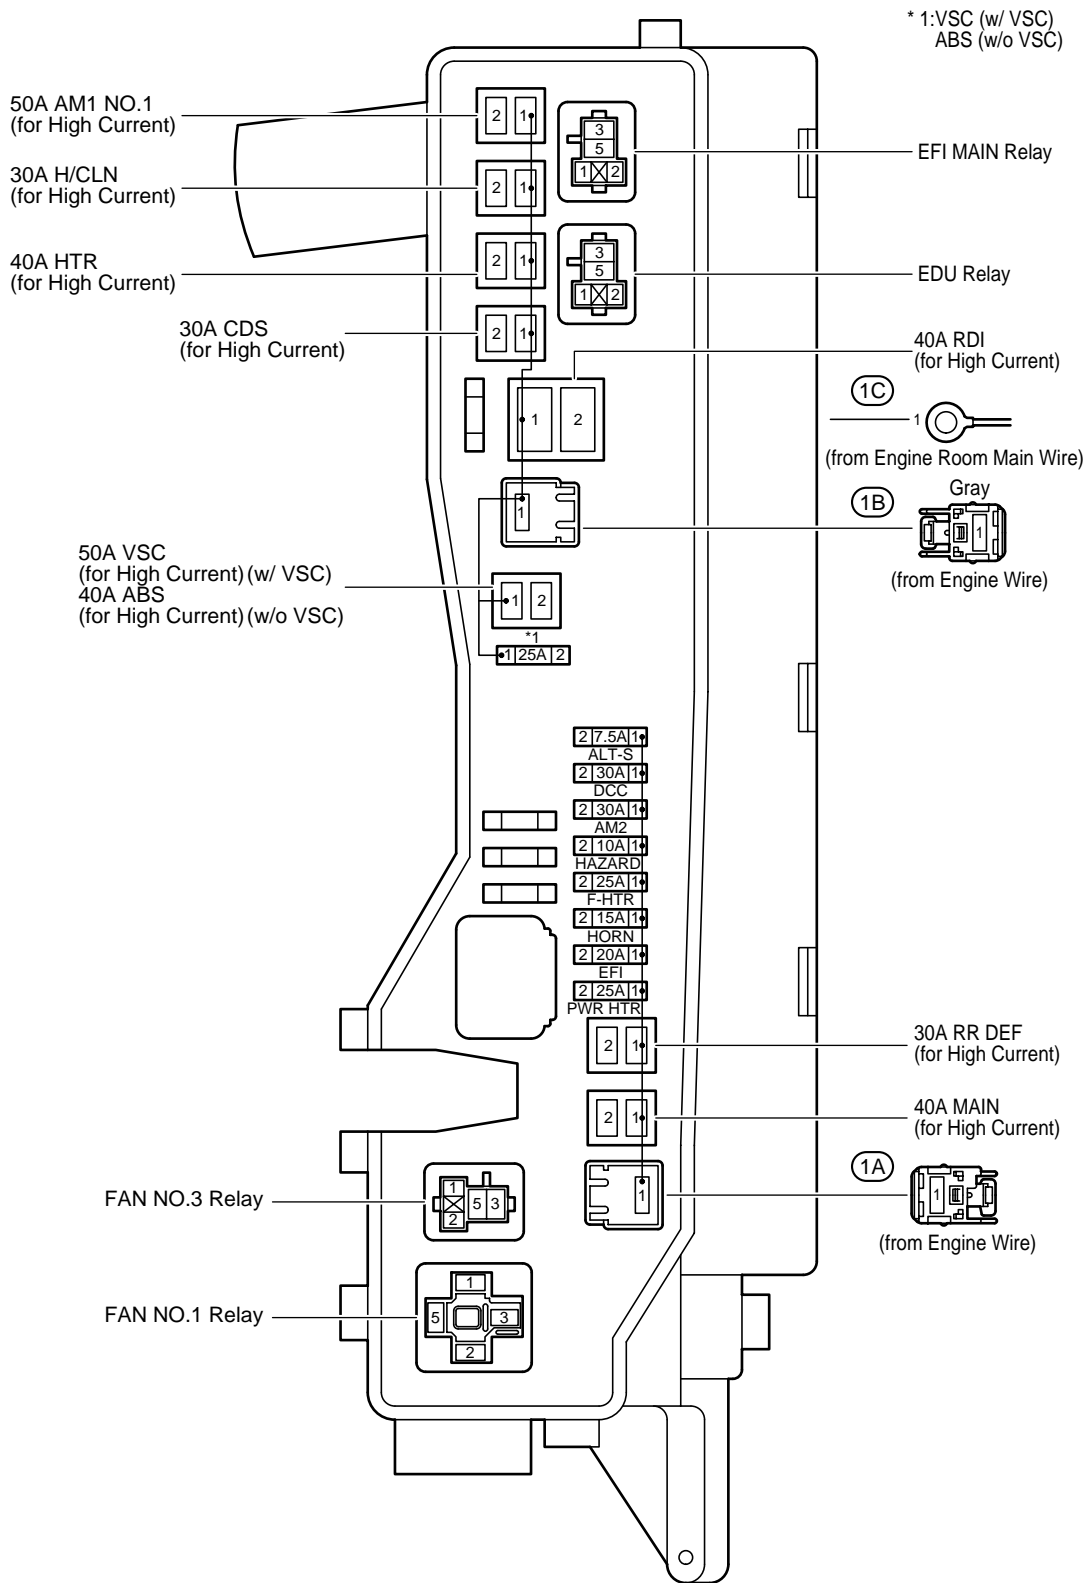 * 1:VSC (w/ VSC)
ABS (w/o VSC)
50A AM1 NO.1
(for High Current)
2 1
3
5
1 2
EFI MAIN Relay
30A H/CLN
(for High Current)
2 1
40A HTR
(for High Current)
2 1
3
5
1 2
EDU Relay
30A CDS
(for High Current)
2 1
40A RDI
(for High Current)
1 2
1C
1
(from Engine Room Main Wire)
1B
Gray
1
1
(from Engine Wire)
50A VSC
(for High Current) (w/ VSC)
40A ABS
(for High Current) (w/o VSC)
1 2
*1
1 25A 2
2 7.5A 1
ALT-S
2 30A 1
DCC
2 30A 1
AM2
2 10A 1
HAZARD
2 25A 1
F-HTR
2 15A 1
HORN
2 20A 1
EFI
2 25A 1
PWR HTR
2 1
30A RR DEF
(for High Current)
2 1
40A MAIN
(for High Current)
1A
1
1
(from Engine Wire)
FAN NO.3 Relay
1
5 3
2
FAN NO.1 Relay
1
5 3
2